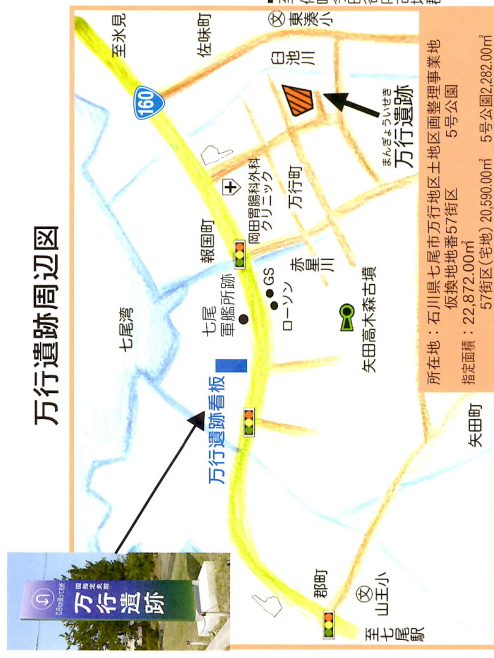 万行遺跡周辺図
至氷見
160
佐味町
東湊小
文
臼池川
七尾湾
報国町
岡田胃腸科外科
クリニック
万行町
まんぎょういせき
万行遺跡
七尾
軍艦所跡
GS
ローソン
赤星川
矢田高木森古墳
万行遺跡看板
国指定史跡
万行遺跡
郡町
文
山王小
至七尾駅
矢田町
所在地:石川県七尾市万行地区土地区画整理事業地
仮換地地番57街区 5号公園
指定面積:22,872.00㎡
57街区(宅地) 20,590.00㎡ 5号公園2,282.00㎡